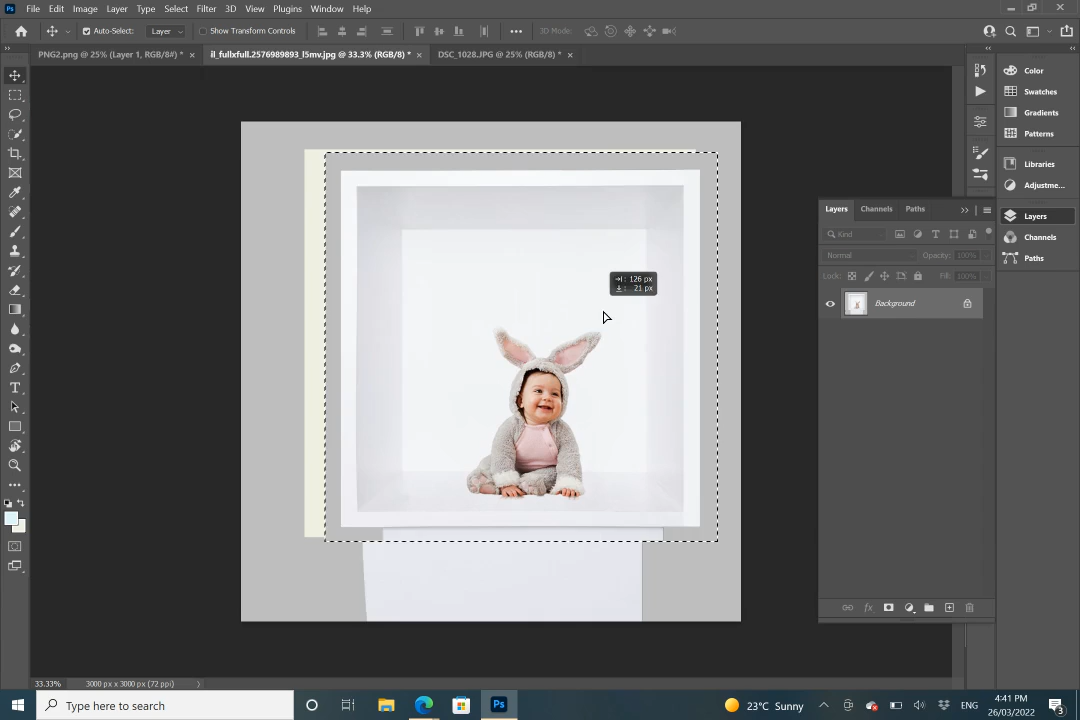 Ps File Edit Image Layer Type Select Filter 3D View Plugins Window Help
Auto-Select: Layer Show Transform Controls 3D Mode:
PNG2.png @ 25% (Layer 1, RGB/8#) * × il_fullxfull.2576989893_l5mv.jpg @ 33.3% (RGB/8) * × DSC_1028.JPG @ 25% (RGB/8) * ×
Color
Swatches
Gradients
Patterns
Libraries
Adjustme...
Layers
Channels
Paths
Layers Channels Paths
Kind
Normal Opacity: 100%
Lock: Fill: 100%
Background
: 126 px
: 21 px
33.33% 3000 px x 3000 px (72 ppi)
Type here to search
Ps
23°C Sunny
ENG
4:41 PM
26/03/2022
3